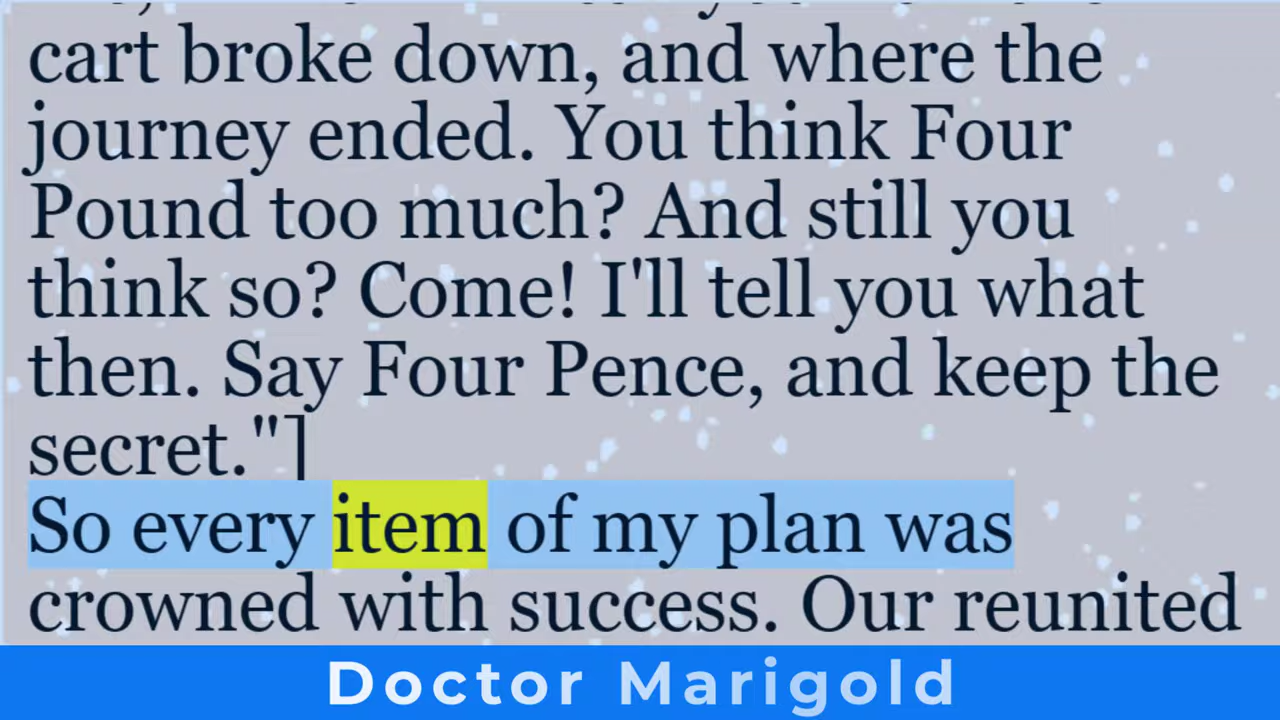 cart broke down, and where the
journey ended. You think Four
Pound too much? And still you
think so? Come! I'll tell you what
then. Say Four Pence, and keep the
secret."]
So every item of my plan was
crowned with success. Our reunited
Doctor Marigold